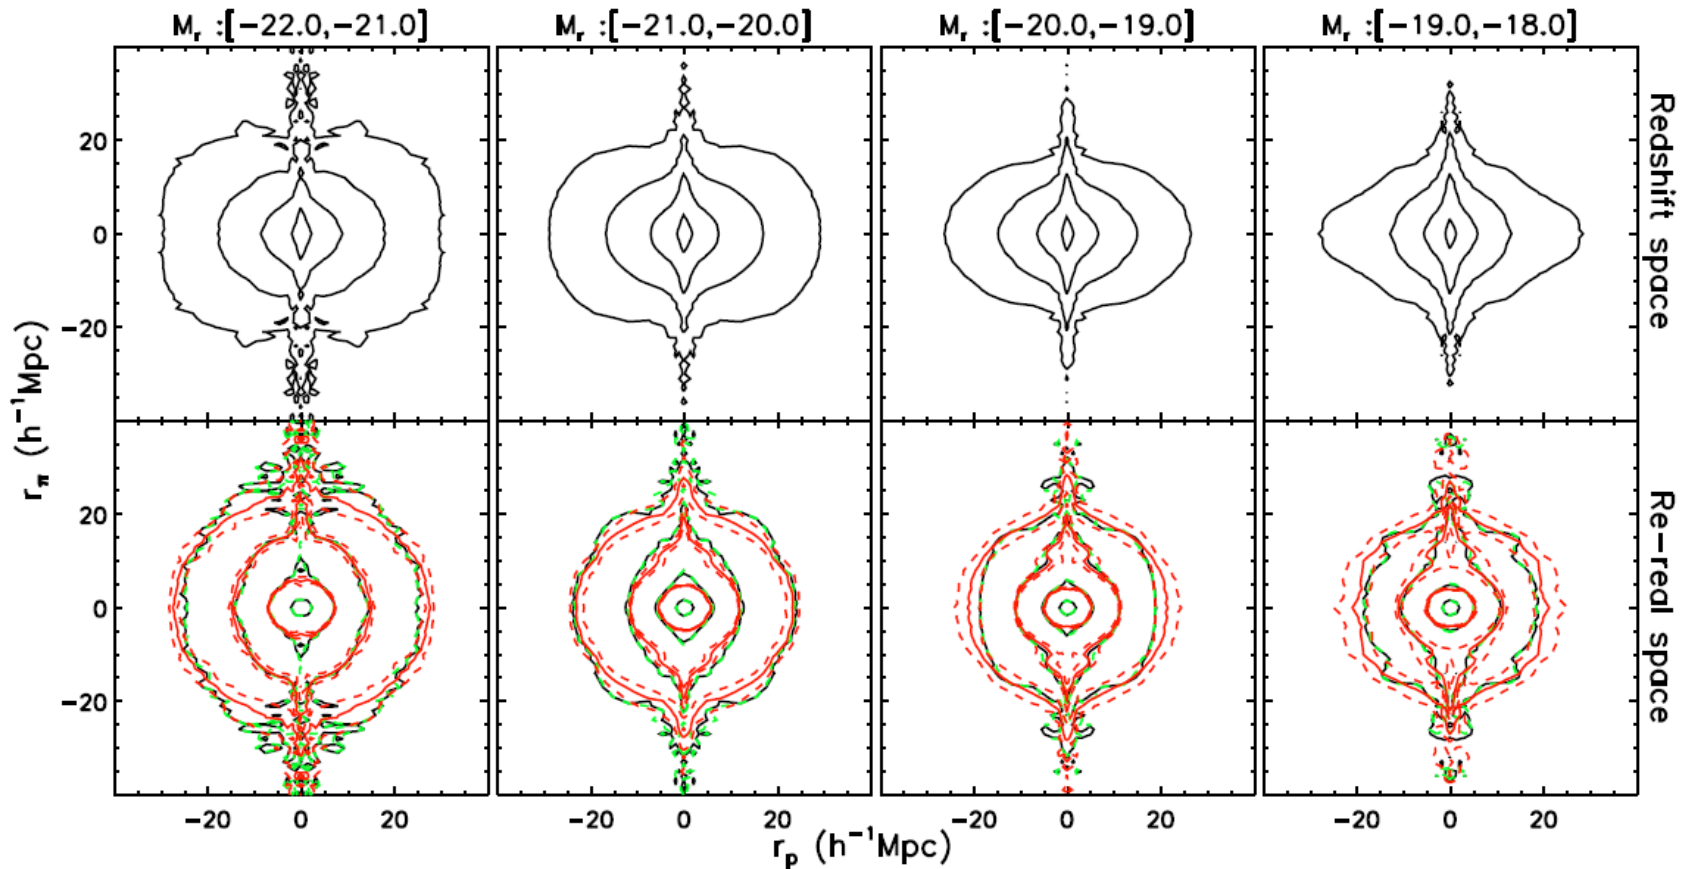 M_r :[−22.0,−21.0]
M_r :[−21.0,−20.0]
M_r :[−20.0,−19.0]
M_r :[−19.0,−18.0]
20
0
−20
Redshift space
r_π (h⁻¹Mpc)
20
0
−20
Re−real space
−20 0 20
−20 0 20
−20 0 20
−20 0 20
r_p (h⁻¹Mpc)